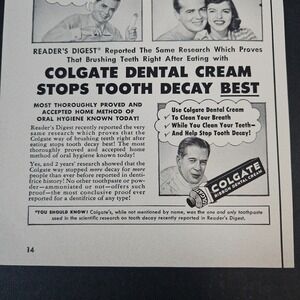 READER'S DIGEST* Reported The Same Research Which Proves
That Brushing Teeth Right After Eating with
COLGATE DENTAL CREAM
STOPS TOOTH DECAY BEST
MOST THOROUGHLY PROVED AND
ACCEPTED HOME METHOD OF
ORAL HYGIENE KNOWN TODAY!
Reader's Digest recently reported the very
same research which proves that the
Colgate way of brushing teeth right after
eating stops tooth decay best! The most
thoroughly proved and accepted home
method of oral hygiene known today!
Yes, and 2 years' research showed that the
Colgate way stopped more decay for more
people than ever before reported in denti-
frice history! No other toothpaste or pow-
der—ammoniated or not—offers such
proof—the most conclusive ever re-
ported for a dentifrice of any type!
Use Colgate Dental Cream
✓ To Clean Your Breath
✓ While You Clean Your Teeth—
✓ And Help Stop Tooth Decay!
COLGATE
RIBBON DENTAL CREAM
*YOU SHOULD KNOW! Colgate's, while not mentioned by name, was the one and only toothpaste
used in the scientific research on tooth decay recently reported in Reader's Digest.
14